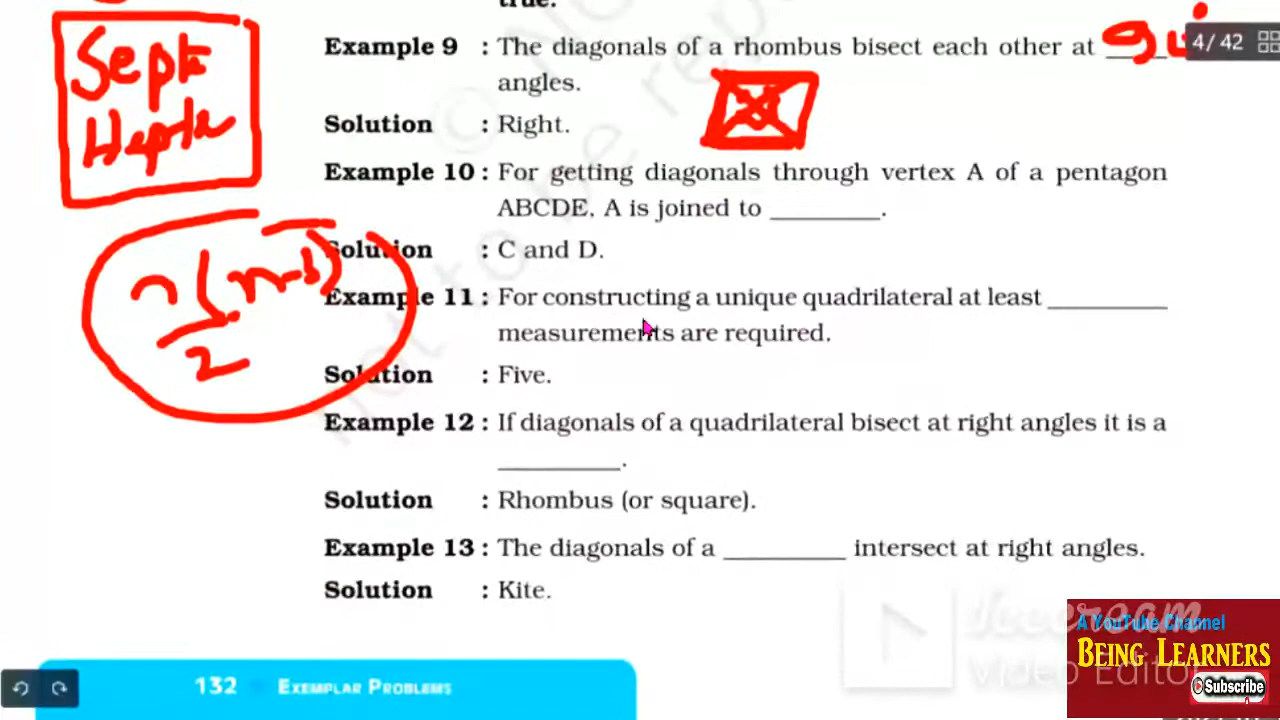 true.
Example 9 : The diagonals of a rhombus bisect each other at ____
angles.
Solution : Right.
Example 10 : For getting diagonals through vertex A of a pentagon
ABCDE, A is joined to ________.
Solution : C and D.
Example 11 : For constructing a unique quadrilateral at least ________
measurements are required.
Solution : Five.
Example 12 : If diagonals of a quadrilateral bisect at right angles it is a
________.
Solution : Rhombus (or square).
Example 13 : The diagonals of a ________ intersect at right angles.
Solution : Kite.
132 EXEMPLAR PROBLEMS
Septa
Hepta
n(n-3)
2
4 / 42
Icecream
Video Editor
A YouTube Channel
BEING LEARNERS
Subscribe